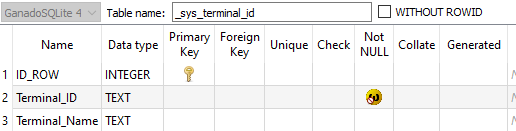 GanadoSQLite 4 Table name: _sys_terminal_id WITHOUT ROWID
Name Data type Primary Key Foreign Key Unique Check Not NULL Collate Generated
1 ID_ROW INTEGER
2 Terminal_ID TEXT
3 Terminal_Name TEXT